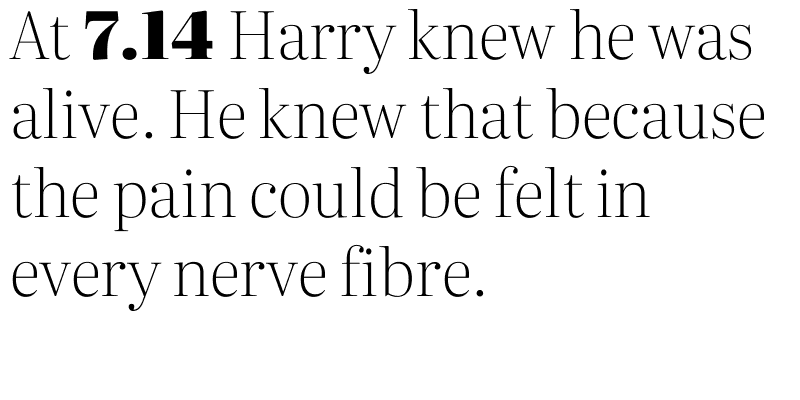 At 7.14 Harry knew he was
alive. He knew that because
the pain could be felt in
every nerve fibre.